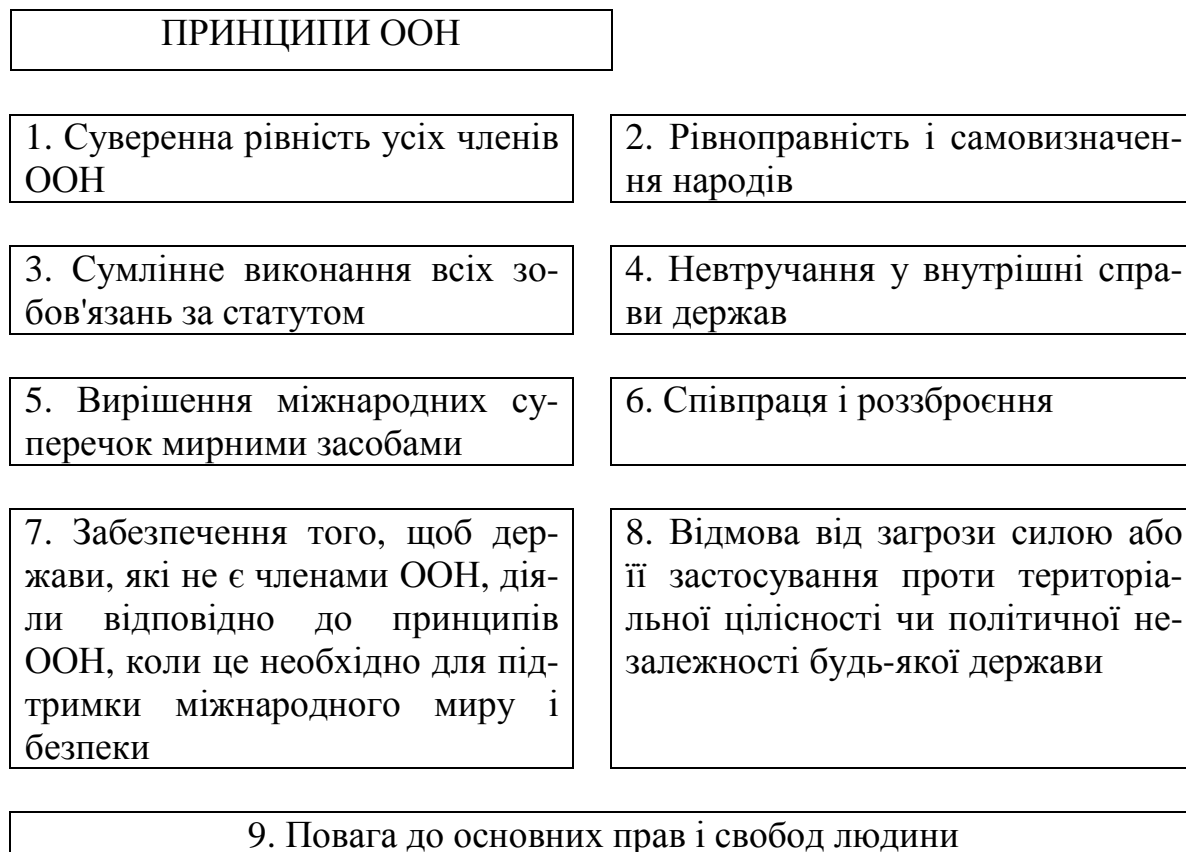 ПРИНЦИПИ ООН
1. Суверенна рівність усіх членів
ООН
2. Рівноправність і самовизначен-
ня народів
3. Сумлінне виконання всіх зо-
бов'язань за статутом
4. Невтручання у внутрішні спра-
ви держав
5. Вирішення міжнародних су-
перечок мирними засобами
6. Співпраця і роззброєння
7. Забезпечення того, щоб дер-
жави, які не є членами ООН, дія-
ли відповідно до принципів
ООН, коли це необхідно для під-
тримки міжнародного миру і
безпеки
8. Відмова від загрози силою або
її застосування проти територіа-
льної цілісності чи політичної не-
залежності будь-якої держави
9. Повага до основних прав і свобод людини